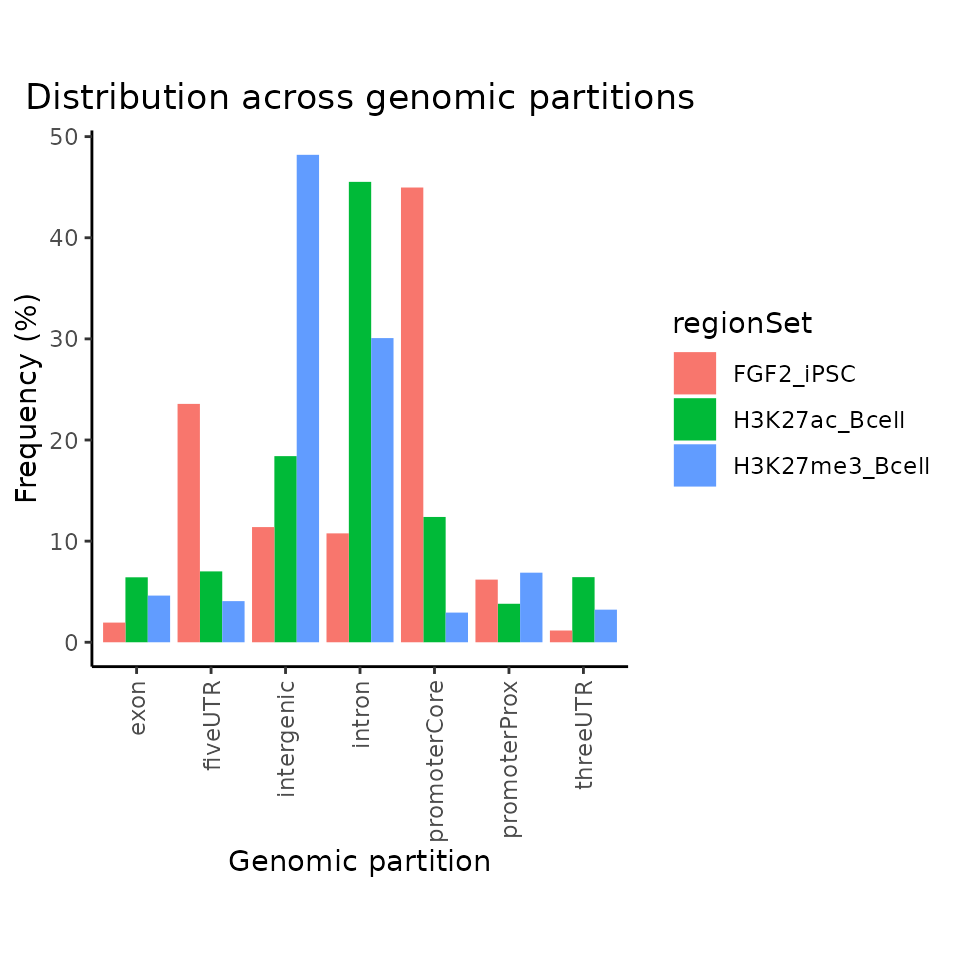 Distribution across genomic partitions
50
40
30
20
10
0
Frequency (%)
exon
fiveUTR
intergenic
intron
promoterCore
promoterProx
threeUTR
Genomic partition
regionSet
FGF2_iPSC
H3K27ac_Bcell
H3K27me3_Bcell